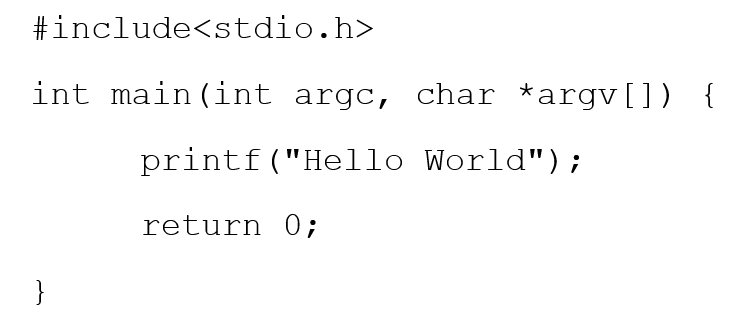 #include<stdio.h>
int main(int argc, char *argv[]) {
printf("Hello World");
return 0;
}